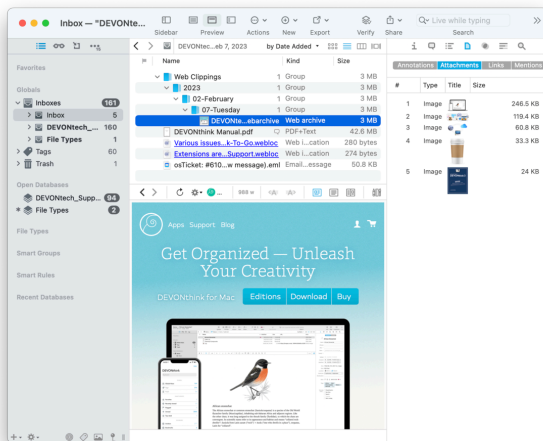 Inbox — "DEVONte...
Sidebar Preview Actions New Export Verify Share Search
Live while typing
DEVONtec...eb 7, 2023 by Date Added
Name Kind Size
Web Clippings 1 Group 3 MB
2023 1 Group 3 MB
02-February 1 Group 3 MB
07-Tuesday 1 Group 3 MB
DEVONte...ebarchive Web archive 3 MB
DEVONthink Manual.pdf PDF+Text 42.6 MB
Various issues...k-To-Go.webloc Web i...cation 280 bytes
Extensions are...Support.webloc Web i...cation 274 bytes
osTicket: #610...w message).eml Email...essage 50.8 KB
Favorites
Globals
Inboxes 161
Inbox 5
DEVONtech_... 160
File Types 1
Tags 60
Trash 1
Open Databases
DEVONtech_Supp... 94
File Types 2
File Types
Smart Groups
Smart Rules
Recent Databases
988 w
Apps Support Blog
Get Organized — Unleash
Your Creativity
DEVONthink for Mac Editions Download Buy
Annotations Attachments Links Mentions
# Type Title Size
1 Image 246.5 KB
2 Image 119.4 KB
3 Image 60.8 KB
4 Image 33.3 KB
5 Image 24 KB